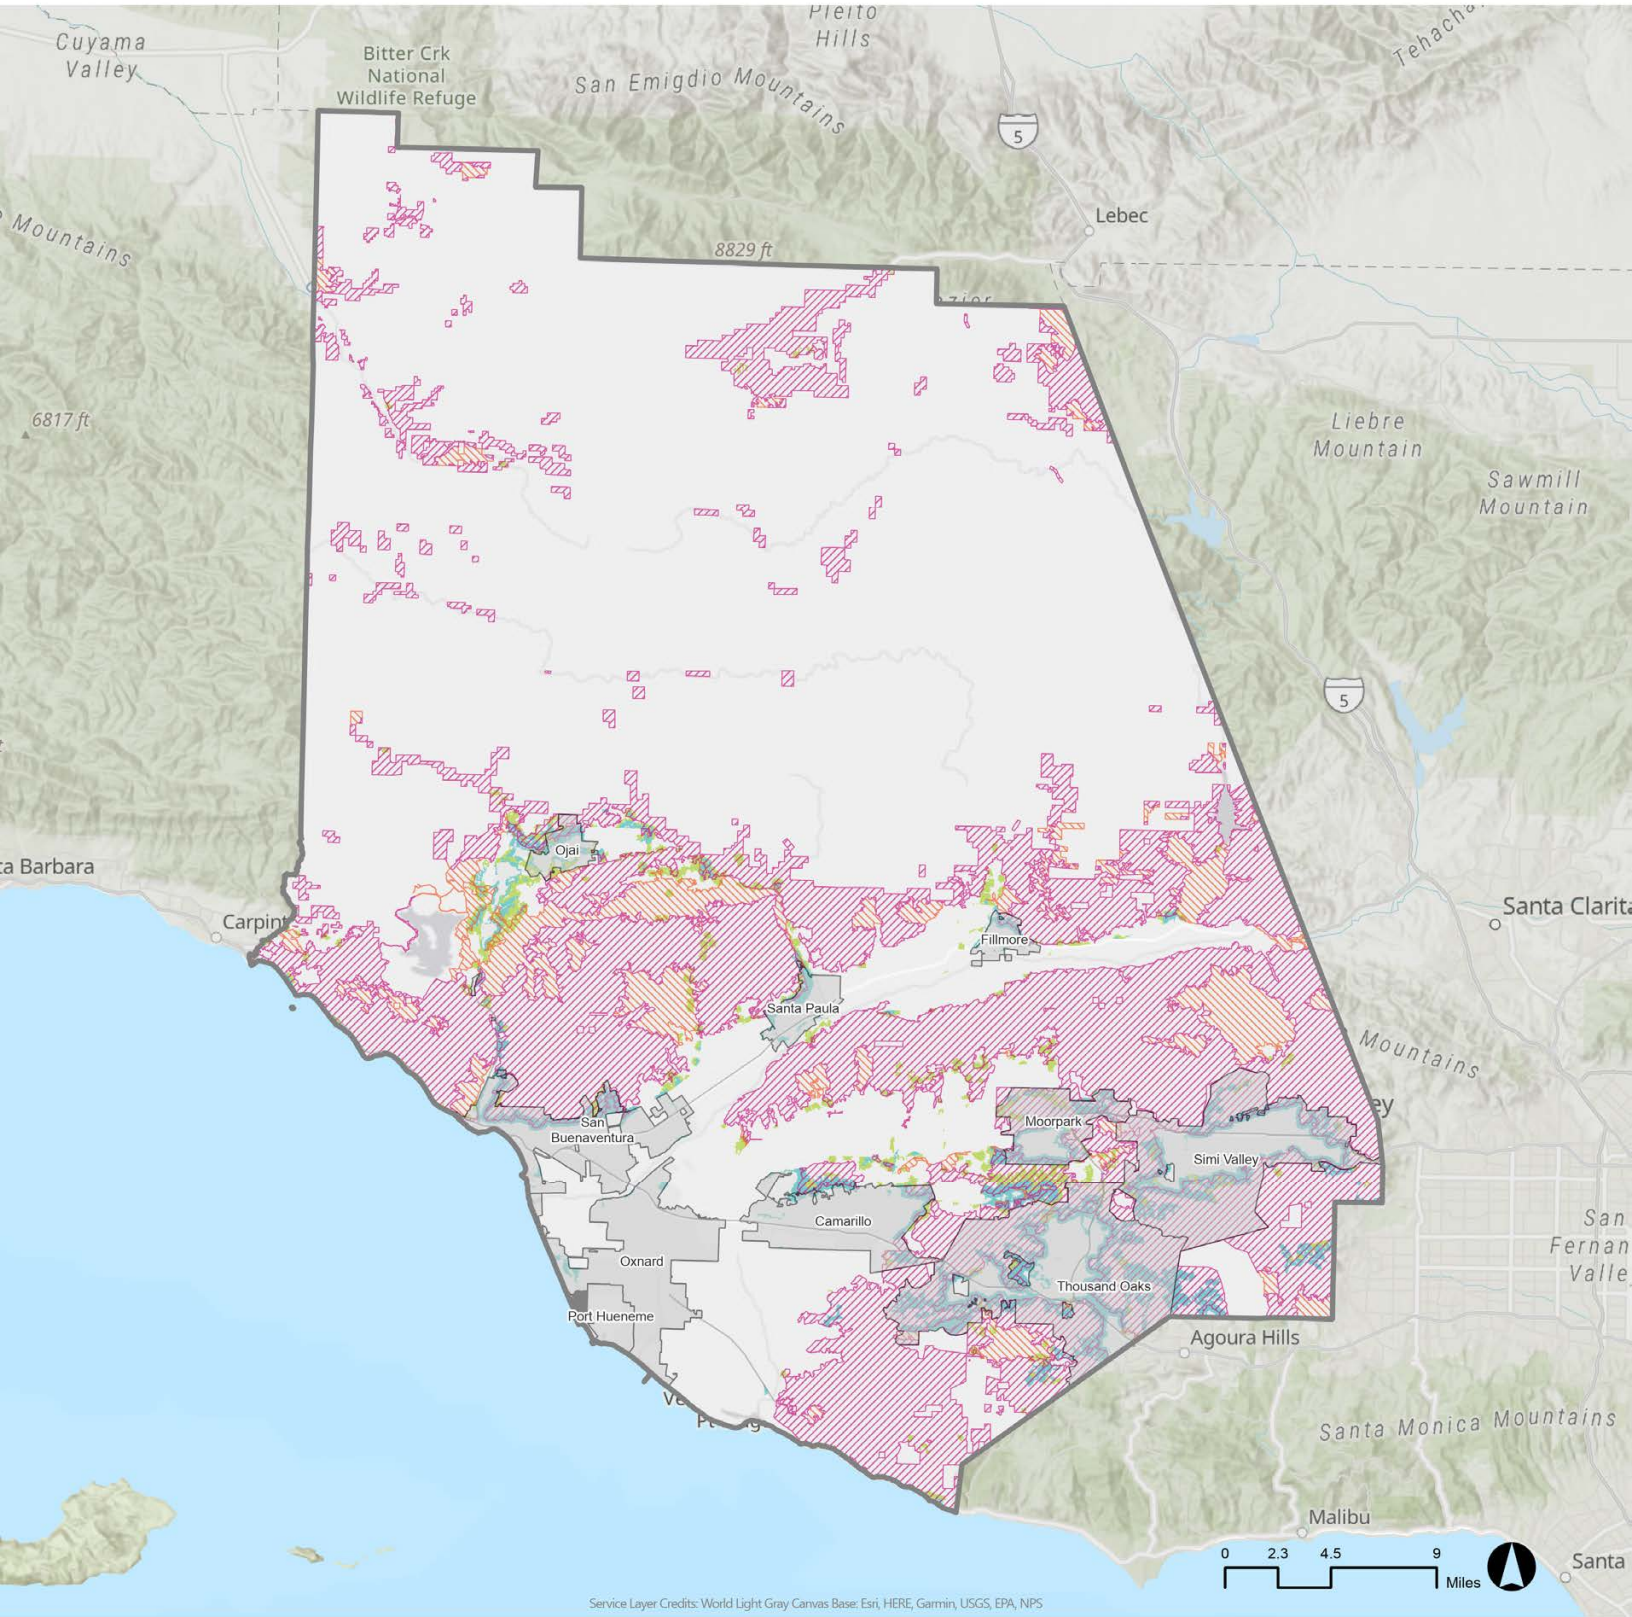 Pleito
Hills
Cuyama
Valley
Bitter Crk
National
Wildlife Refuge
San Emigdio Mountains
Tehacha
5
Lebec
Mountains
8829 ft
6817 ft
Liebre
Mountain
Sawmill
Mountain
5
Ojai
ta Barbara
Carpint
Santa Clarita
Fillmore
Santa Paula
Mountains
ey
San
Buenaventura
Moorpark
Simi Valley
Camarillo
San
Fernan
Valle
Oxnard
Thousand Oaks
Port Hueneme
Agoura Hills
Santa Monica Mountains
Malibu
Santa
0 2.3 4.5 9
Miles
Service Layer Credits: World Light Gray Canvas Base: Esri, HERE, Garmin, USGS, EPA, NPS